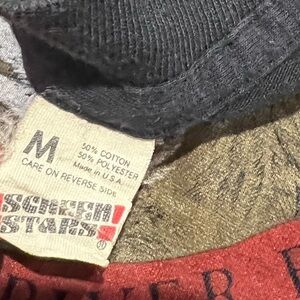 M
50% COTTON
50% POLYESTER
Made in U.S.A.
CARE ON REVERSE SIDE
SCREEN
STARS!
®